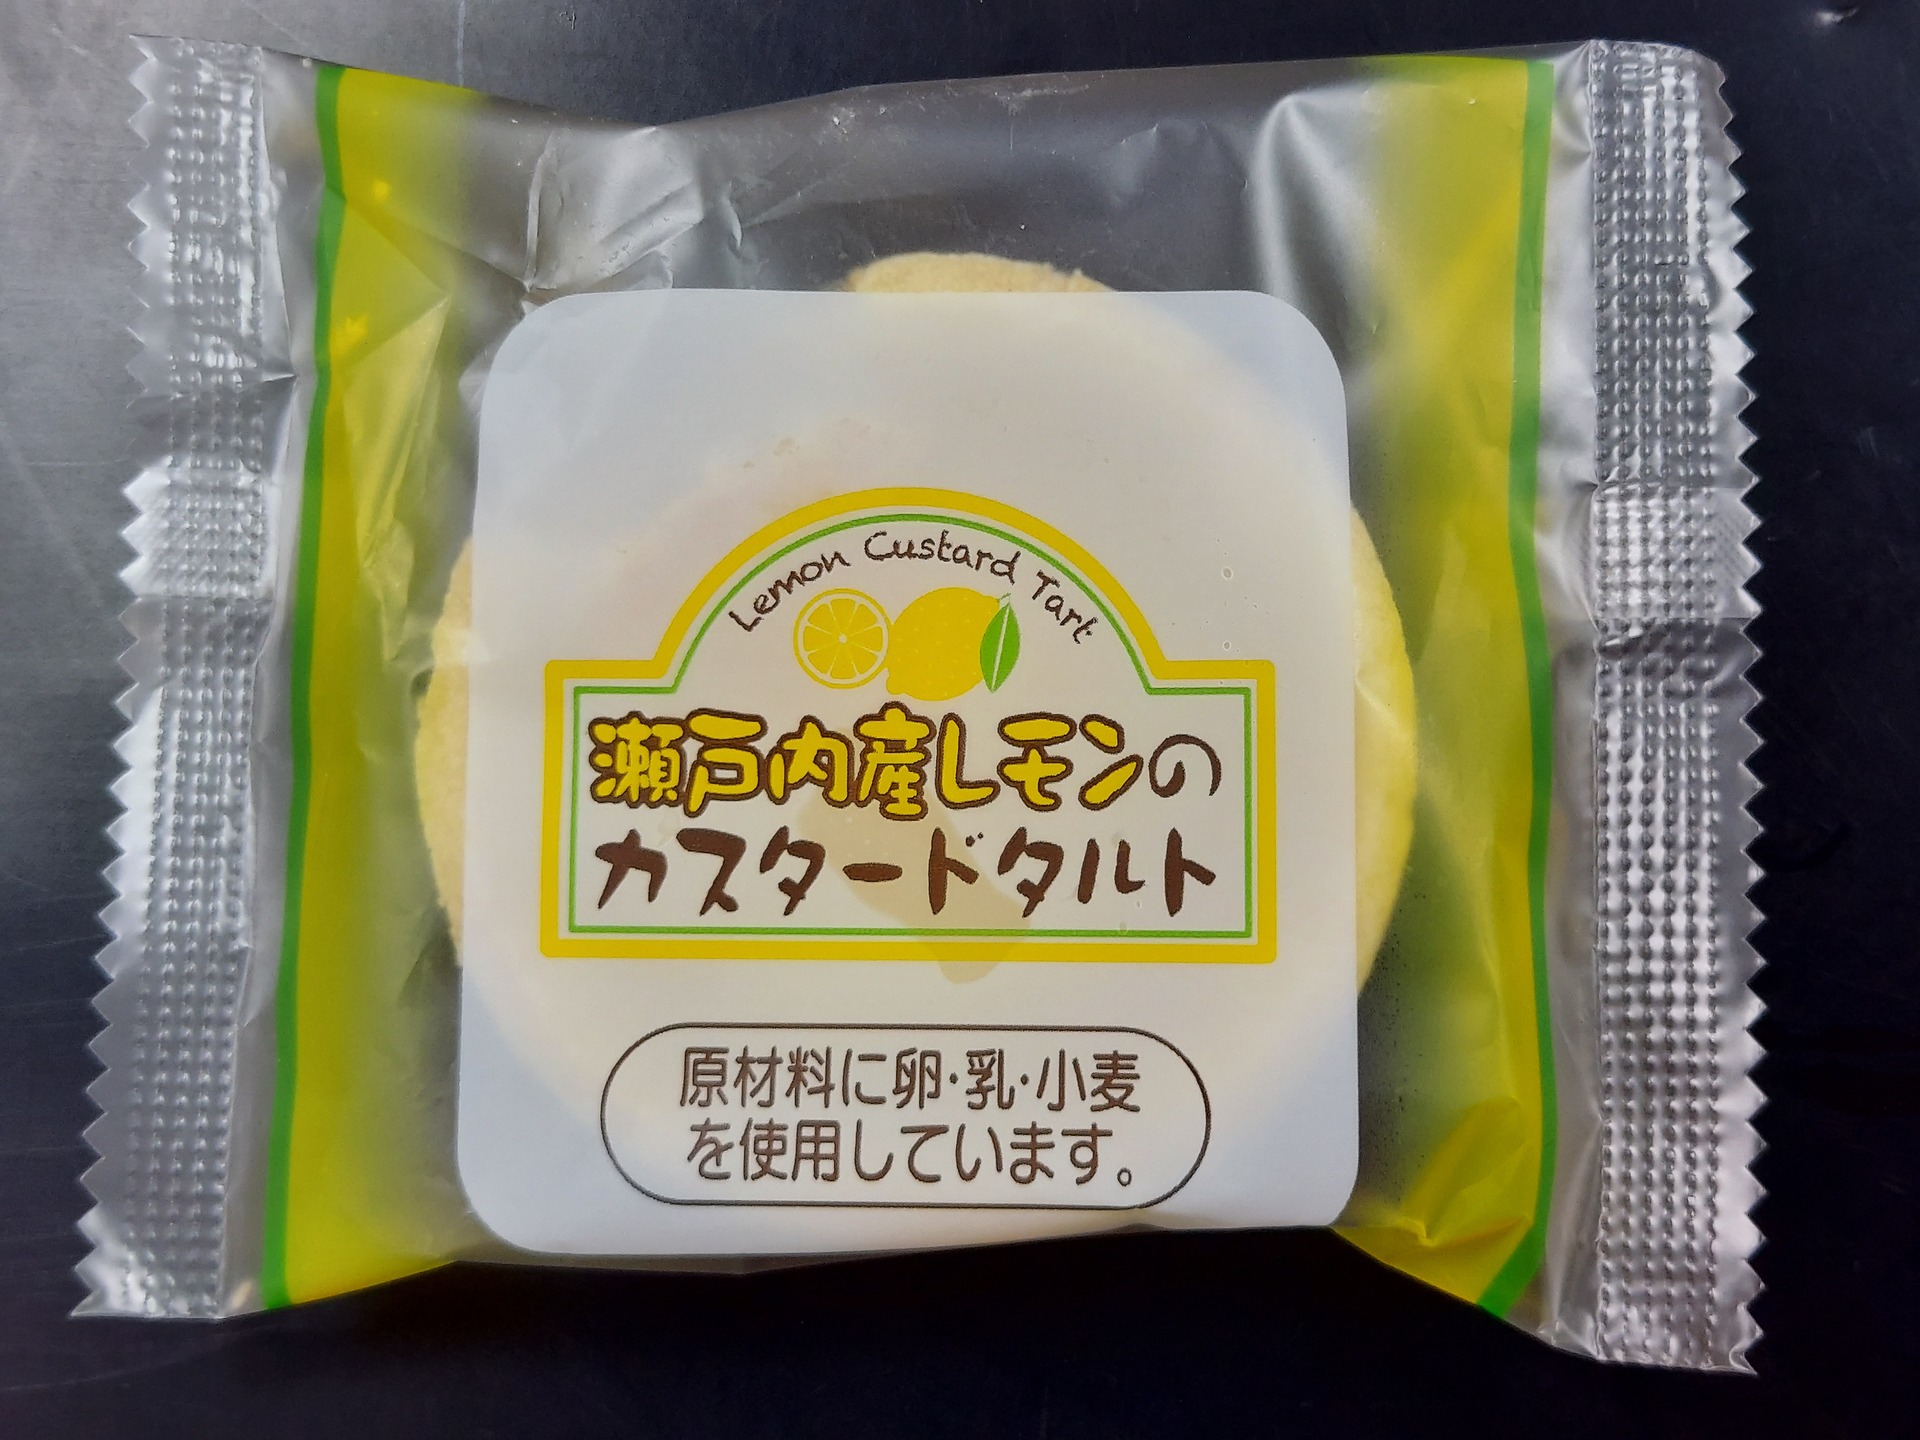 Lemon Custard Tart
瀬戸内産レモンの
カスタードタルト
原材料に卵・乳・小麦
を使用しています。